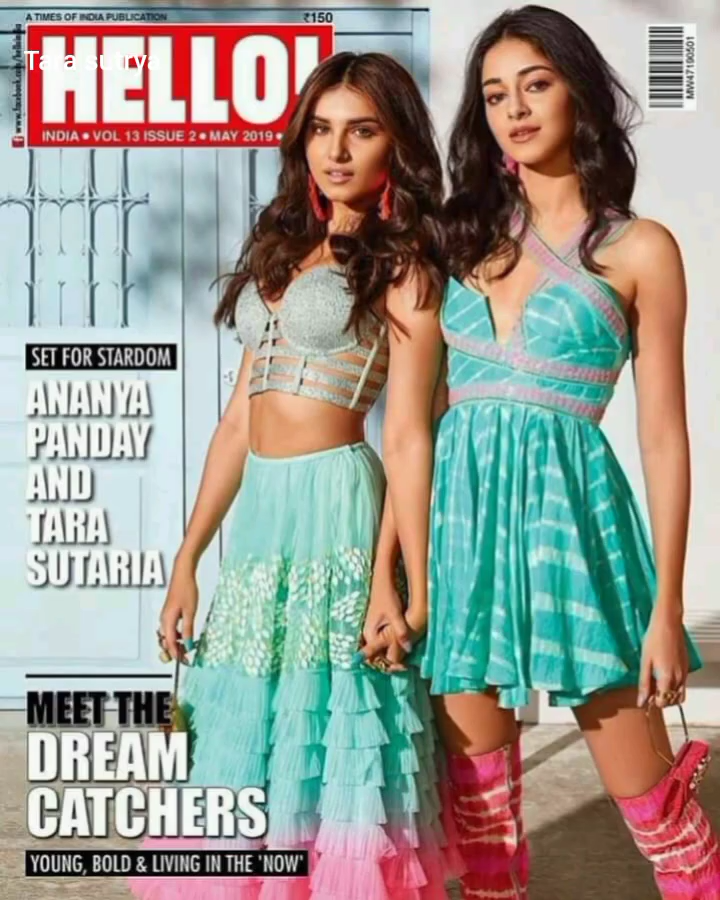 A TIMES OF INDIA PUBLICATION
₹150
HELLO!
Tara sutrya
INDIA • VOL 13 ISSUE 2 • MAY 2019 •
MW47190501
SET FOR STARDOM
ANANYA
PANDAY
AND
TARA
SUTARIA
MEET THE
DREAM
CATCHERS
YOUNG, BOLD & LIVING IN THE 'NOW'